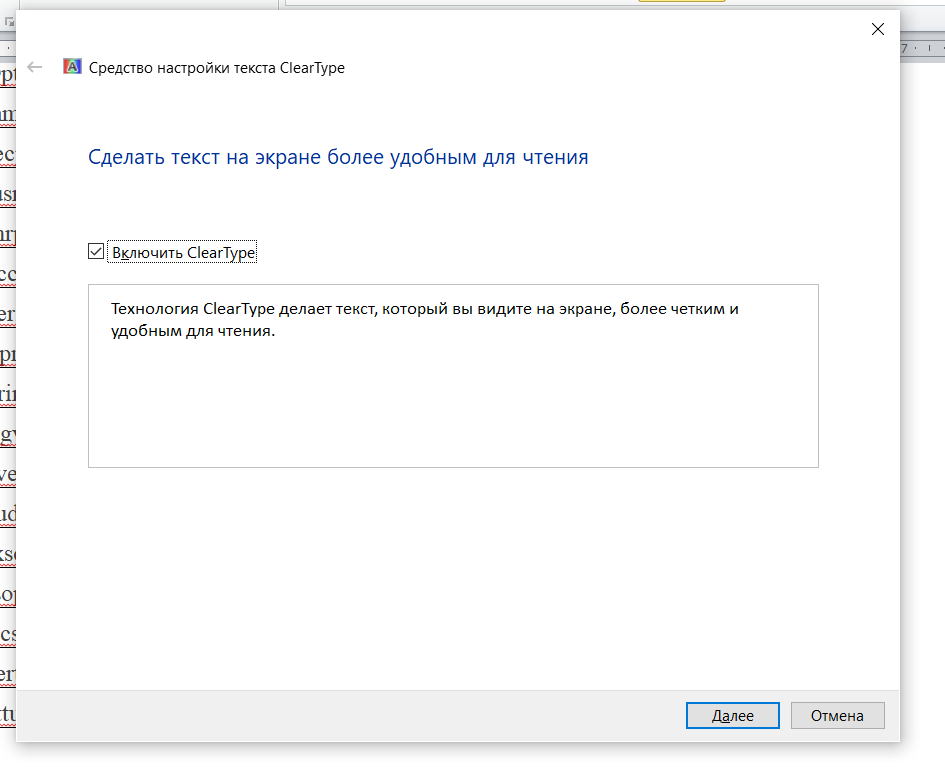 Средство настройки текста ClearType
Сделать текст на экране более удобным для чтения
Включить ClearType
Технология ClearType делает текст, который вы видите на экране, более четким и
удобным для чтения.
Далее
Отмена